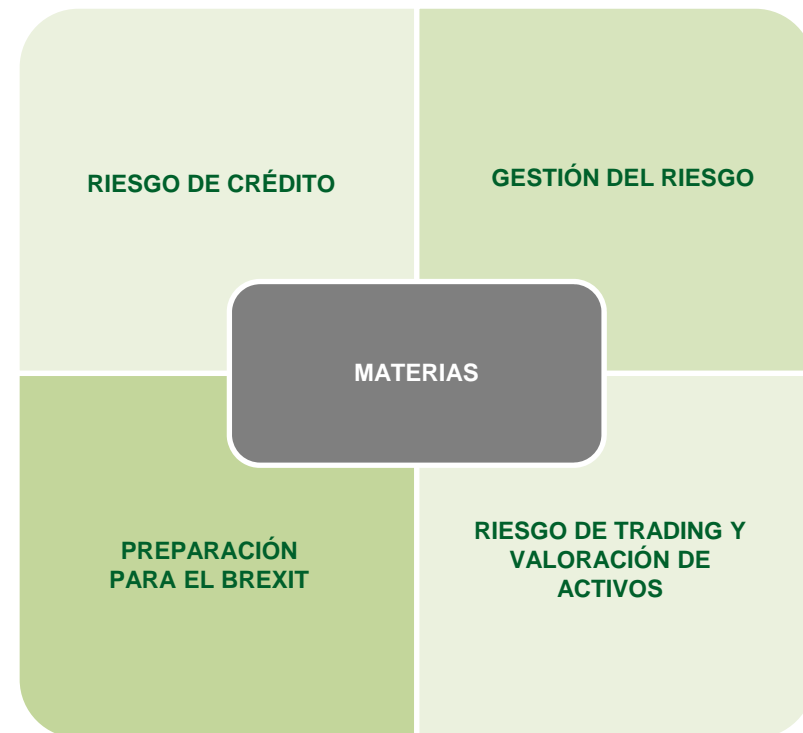 RIESGO DE CRÉDITO
GESTIÓN DEL RIESGO
MATERIAS
PREPARACIÓN
PARA EL BREXIT
RIESGO DE TRADING Y
VALORACIÓN DE
ACTIVOS